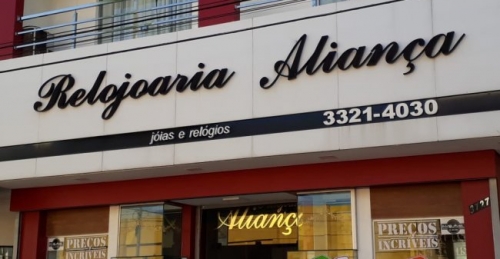 Relojoaria Aliança
jóias e relógios
3321-4030
Aliança
PREÇOS
INCRÍVEIS
PREÇOS
INCRÍVEIS